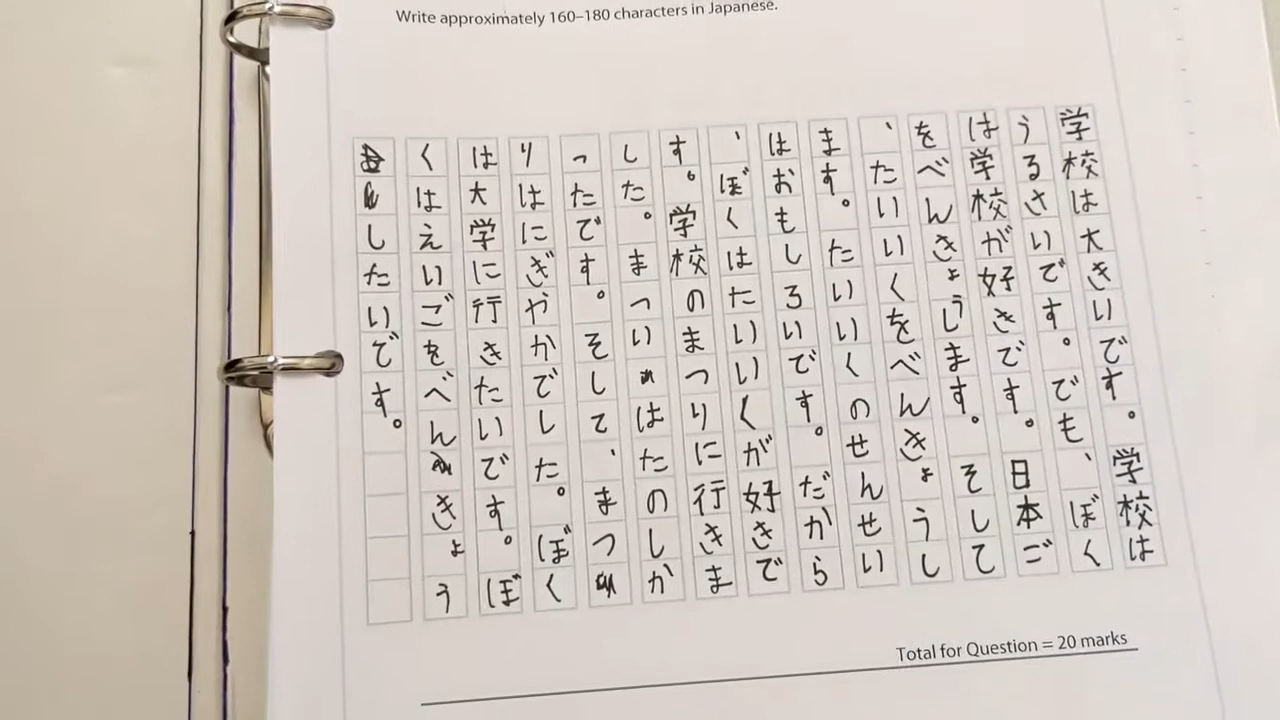 Write approximately 160–180 characters in Japanese.
学校は大きいです。学校は
うるさいです。でも、ぼく
は学校が好きです。日本ご
をべんきょうします。そして
、たいいくをべんきょうし
ます。たいいくのせんせい
はおもしろいです。だから
、ぼくはたいいくが好きで
す。学校のまつりに行きま
した。まついはたのしか
ったです。そして、まつ
りはにぎやかでした。ぼく
は大学に行きたいです。ぼ
くはえいごをべんきょう
したいです。
Total for Question = 20 marks